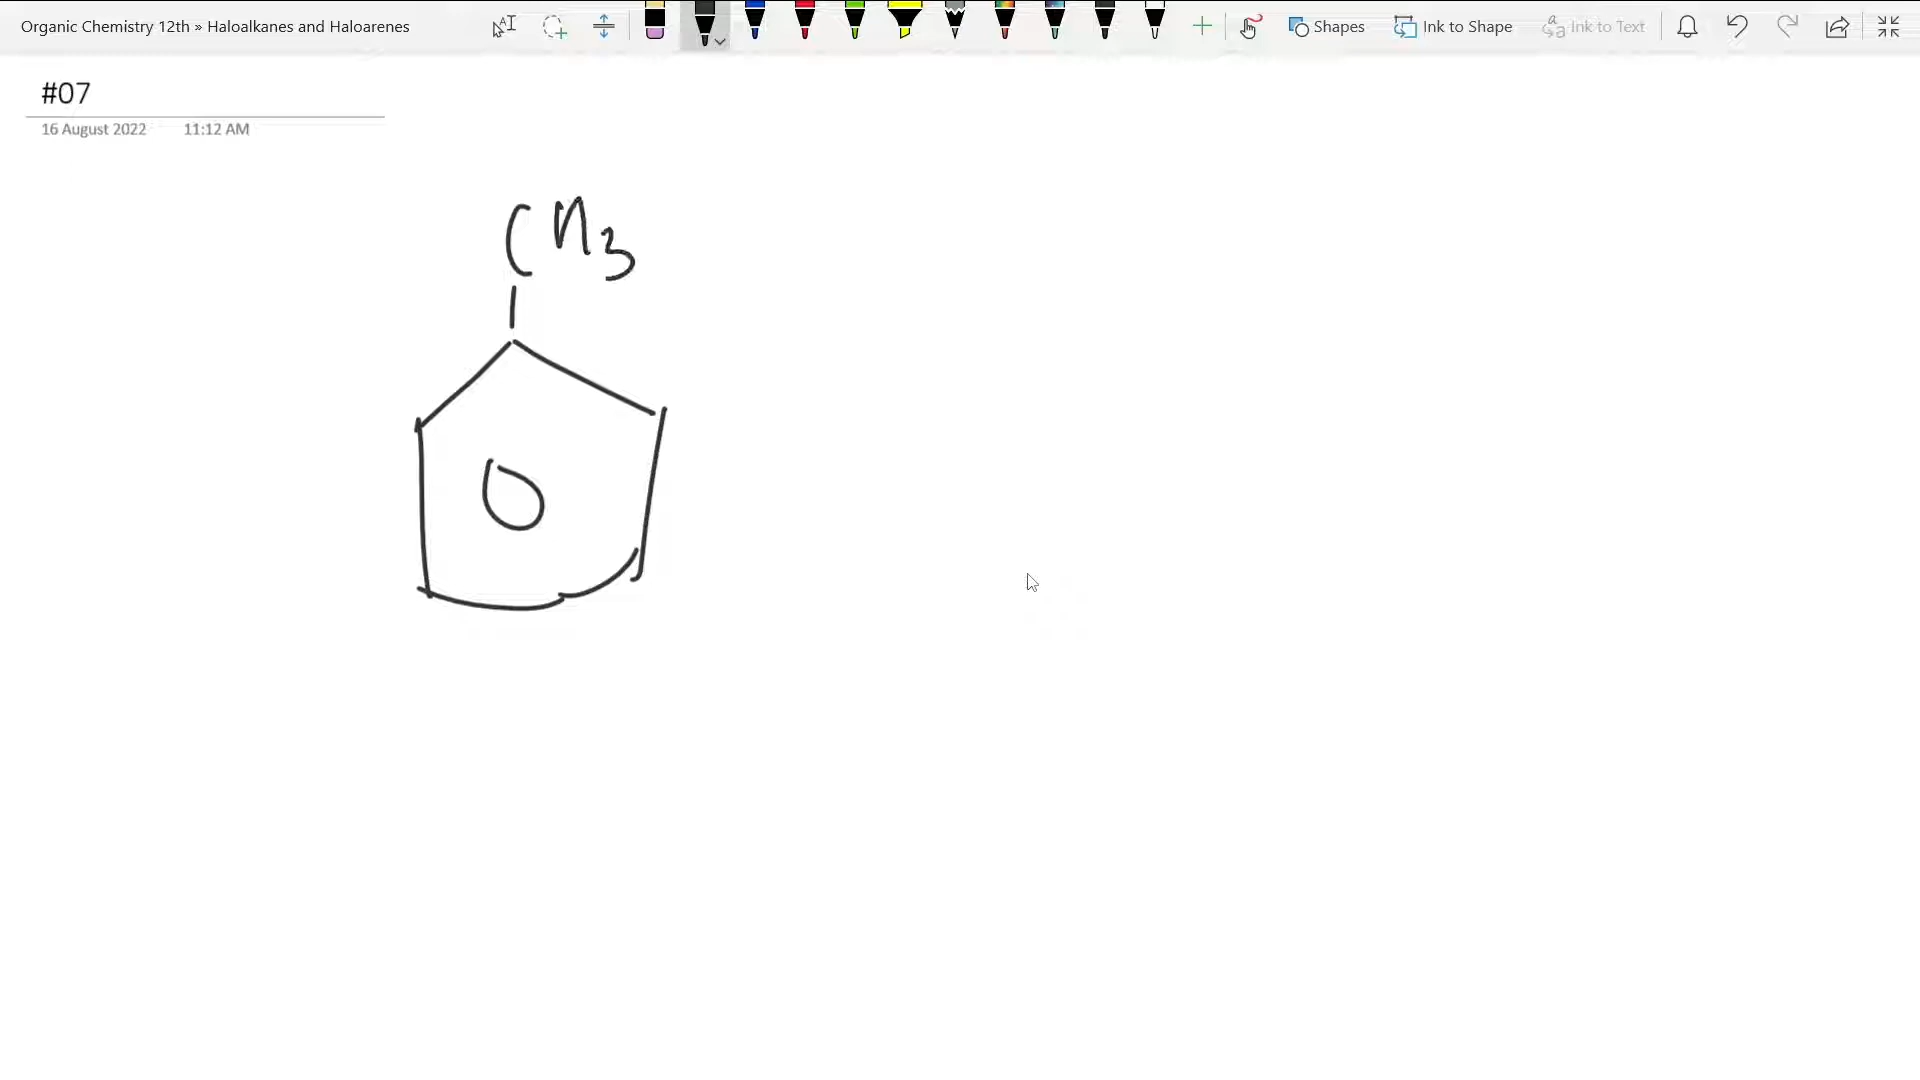 Organic Chemistry 12th » Haloalkanes and Haloarenes
Shapes
Ink to Shape
Ink to Text
#07
16 August 2022 11:12 AM
CH3